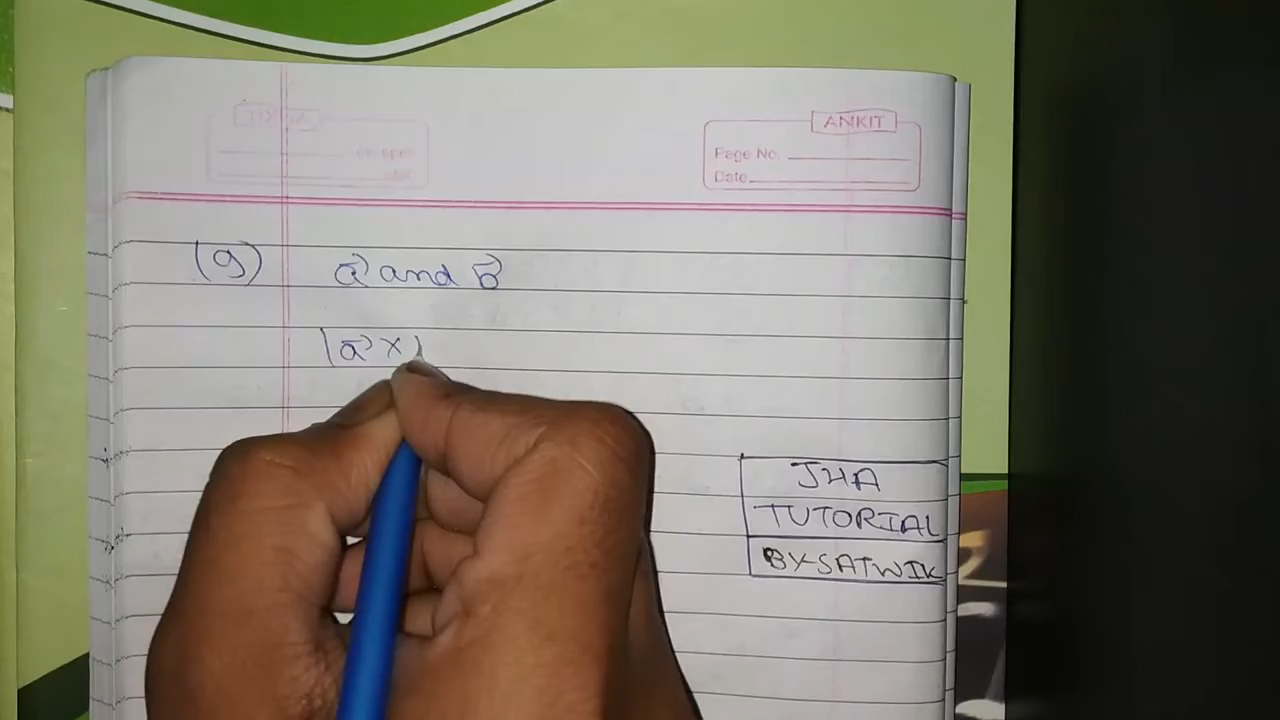 ANKIT
Page No.
Date
(9) a⃗ and b⃗
|a⃗ ×
JHA
TUTORIAL
BY-SATWIK